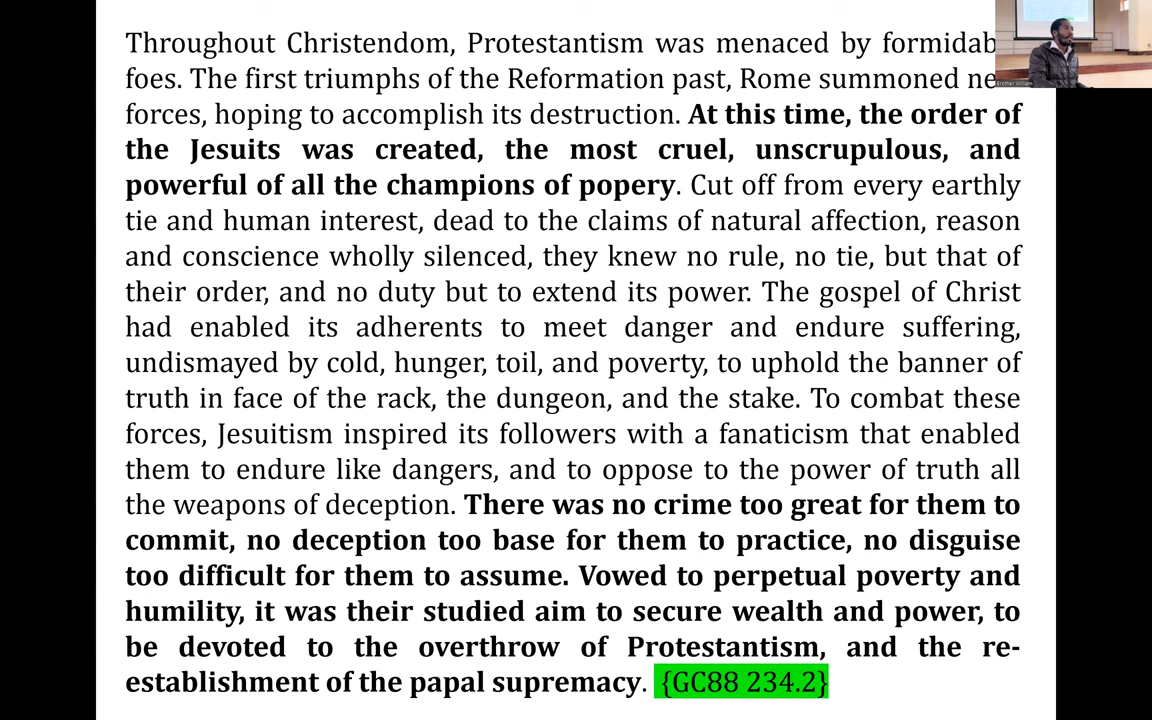 Throughout Christendom, Protestantism was menaced by formidab
foes. The first triumphs of the Reformation past, Rome summoned ne
forces, hoping to accomplish its destruction. At this time, the order of
the Jesuits was created, the most cruel, unscrupulous, and
powerful of all the champions of popery. Cut off from every earthly
tie and human interest, dead to the claims of natural affection, reason
and conscience wholly silenced, they knew no rule, no tie, but that of
their order, and no duty but to extend its power. The gospel of Christ
had enabled its adherents to meet danger and endure suffering,
undismayed by cold, hunger, toil, and poverty, to uphold the banner of
truth in face of the rack, the dungeon, and the stake. To combat these
forces, Jesuitism inspired its followers with a fanaticism that enabled
them to endure like dangers, and to oppose to the power of truth all
the weapons of deception. There was no crime too great for them to
commit, no deception too base for them to practice, no disguise
too difficult for them to assume. Vowed to perpetual poverty and
humility, it was their studied aim to secure wealth and power, to
be devoted to the overthrow of Protestantism, and the re-
establishment of the papal supremacy. {GC88 234.2}
Brother William